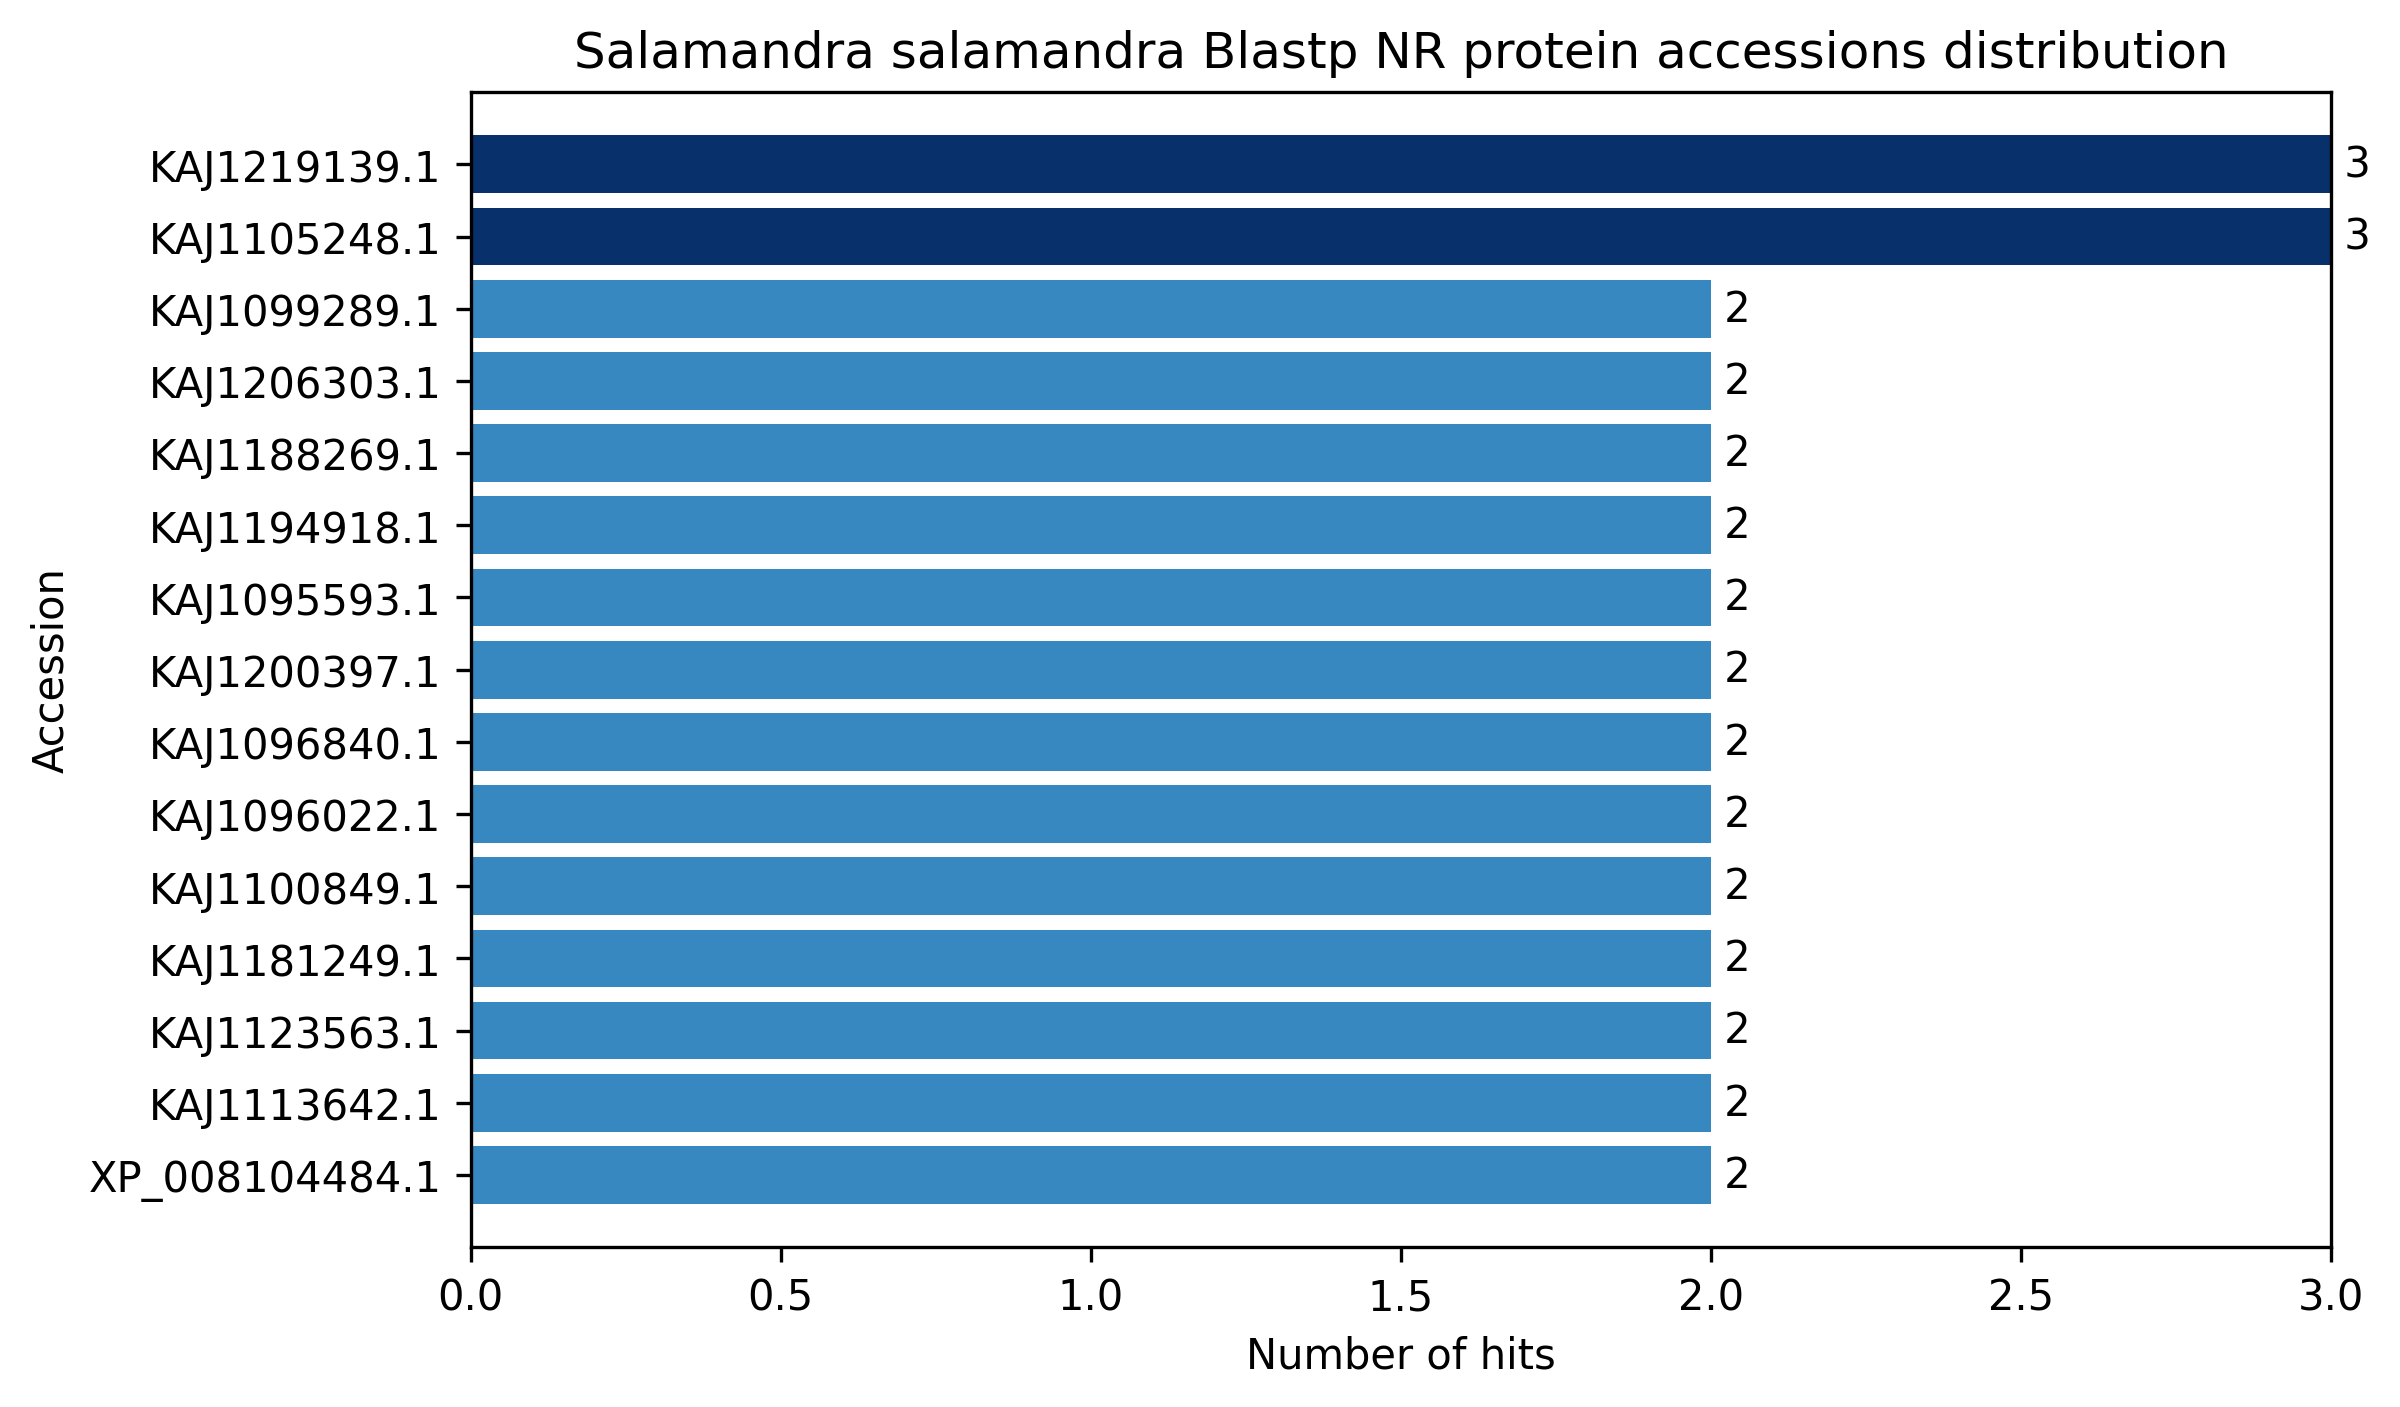 Salamandra salamandra Blastp NR protein accessions distribution
KAJ1219139.1 3
KAJ1105248.1 3
KAJ1099289.1 2
KAJ1206303.1 2
KAJ1188269.1 2
KAJ1194918.1 2
KAJ1095593.1 2
KAJ1200397.1 2
KAJ1096840.1 2
KAJ1096022.1 2
KAJ1100849.1 2
KAJ1181249.1 2
KAJ1123563.1 2
KAJ1113642.1 2
XP_008104484.1 2
Accession
0.0 0.5 1.0 1.5 2.0 2.5 3.0
Number of hits